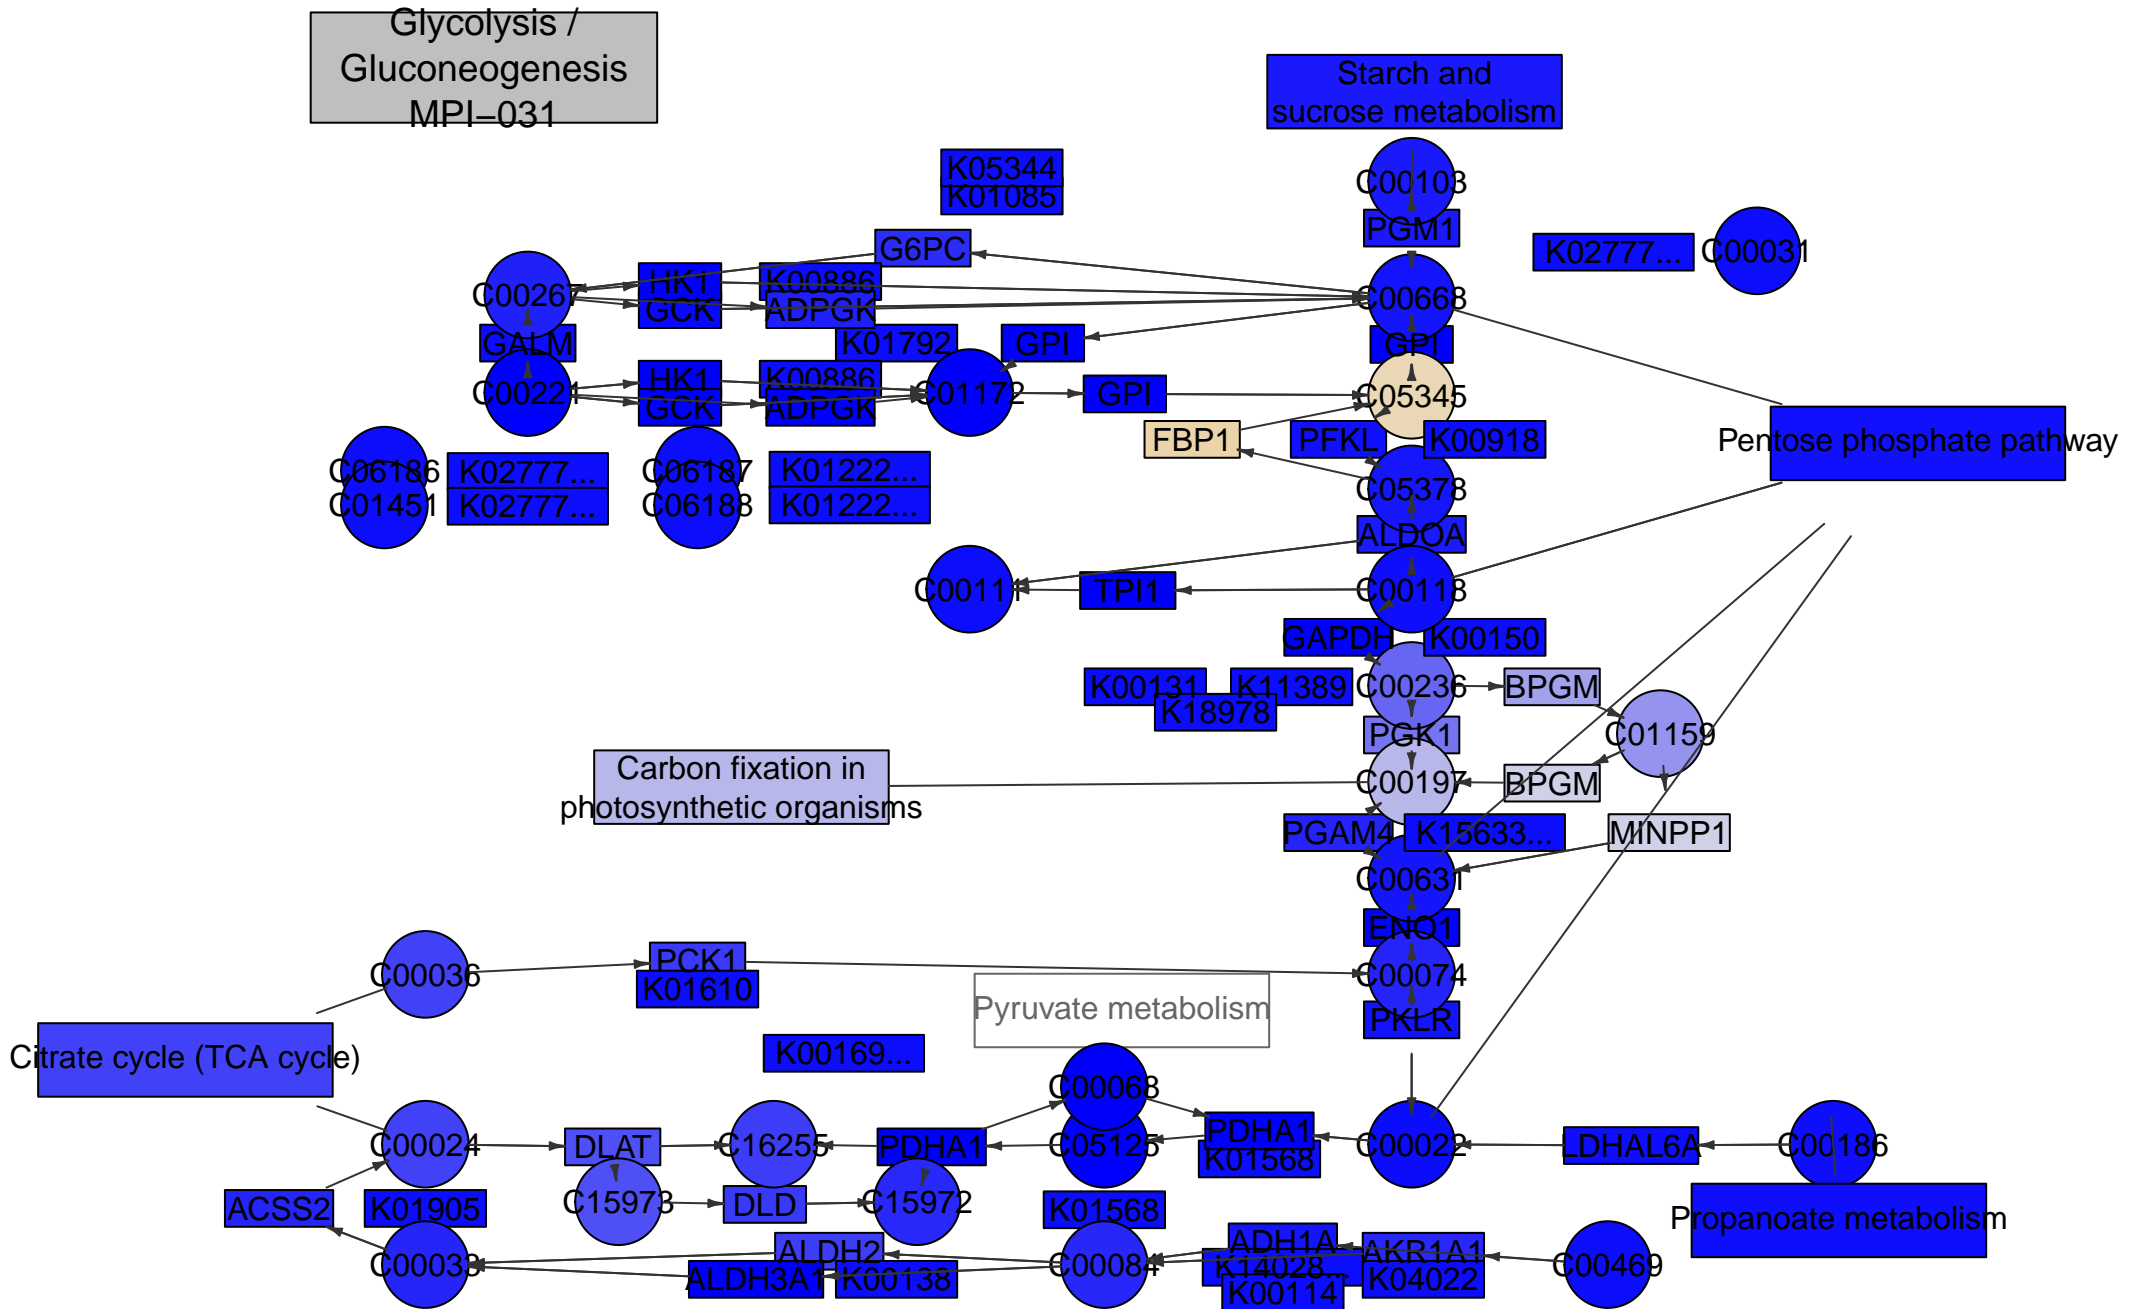 Glycolysis /
Gluconeogenesis
MPI−031
Starch and
sucrose metabolism
K05344
K01085
C00103
PGM1
G6PC
K02777...
C00031
C00267
HK1
K00886
GCK
ADPGK
C00668
GALM
K01792
GPI
GPI
C00221
HK1
K00886
GCK
ADPGK
C01172
GPI
C05345
FBP1
PFKL
K00918
Pentose phosphate pathway
C06186
K02777...
C06187
K01222...
C05378
C01451
K02777...
C06188
K01222...
ALDOA
C00111
TPI1
C00118
GAPDH
K00150
K00131
K11389
K18978
C00236
BPGM
PGK1
C01159
Carbon fixation in
photosynthetic organisms
C00197
BPGM
PGAM4
K15633...
MINPP1
C00631
ENO1
C00036
PCK1
K01610
C00074
Pyruvate metabolism
PKLR
Citrate cycle (TCA cycle)
K00169...
C00068
C00024
DLAT
C16255
PDHA1
C05125
PDHA1
K01568
C00022
LDHAL6A
C00186
ACSS2
K01905
C15973
DLD
C15972
K01568
Propanoate metabolism
C00033
ALDH2
ALDH3A1
K00138
C00084
ADH1A
K14028...
K00114
AKR1A1
K04022
C00469